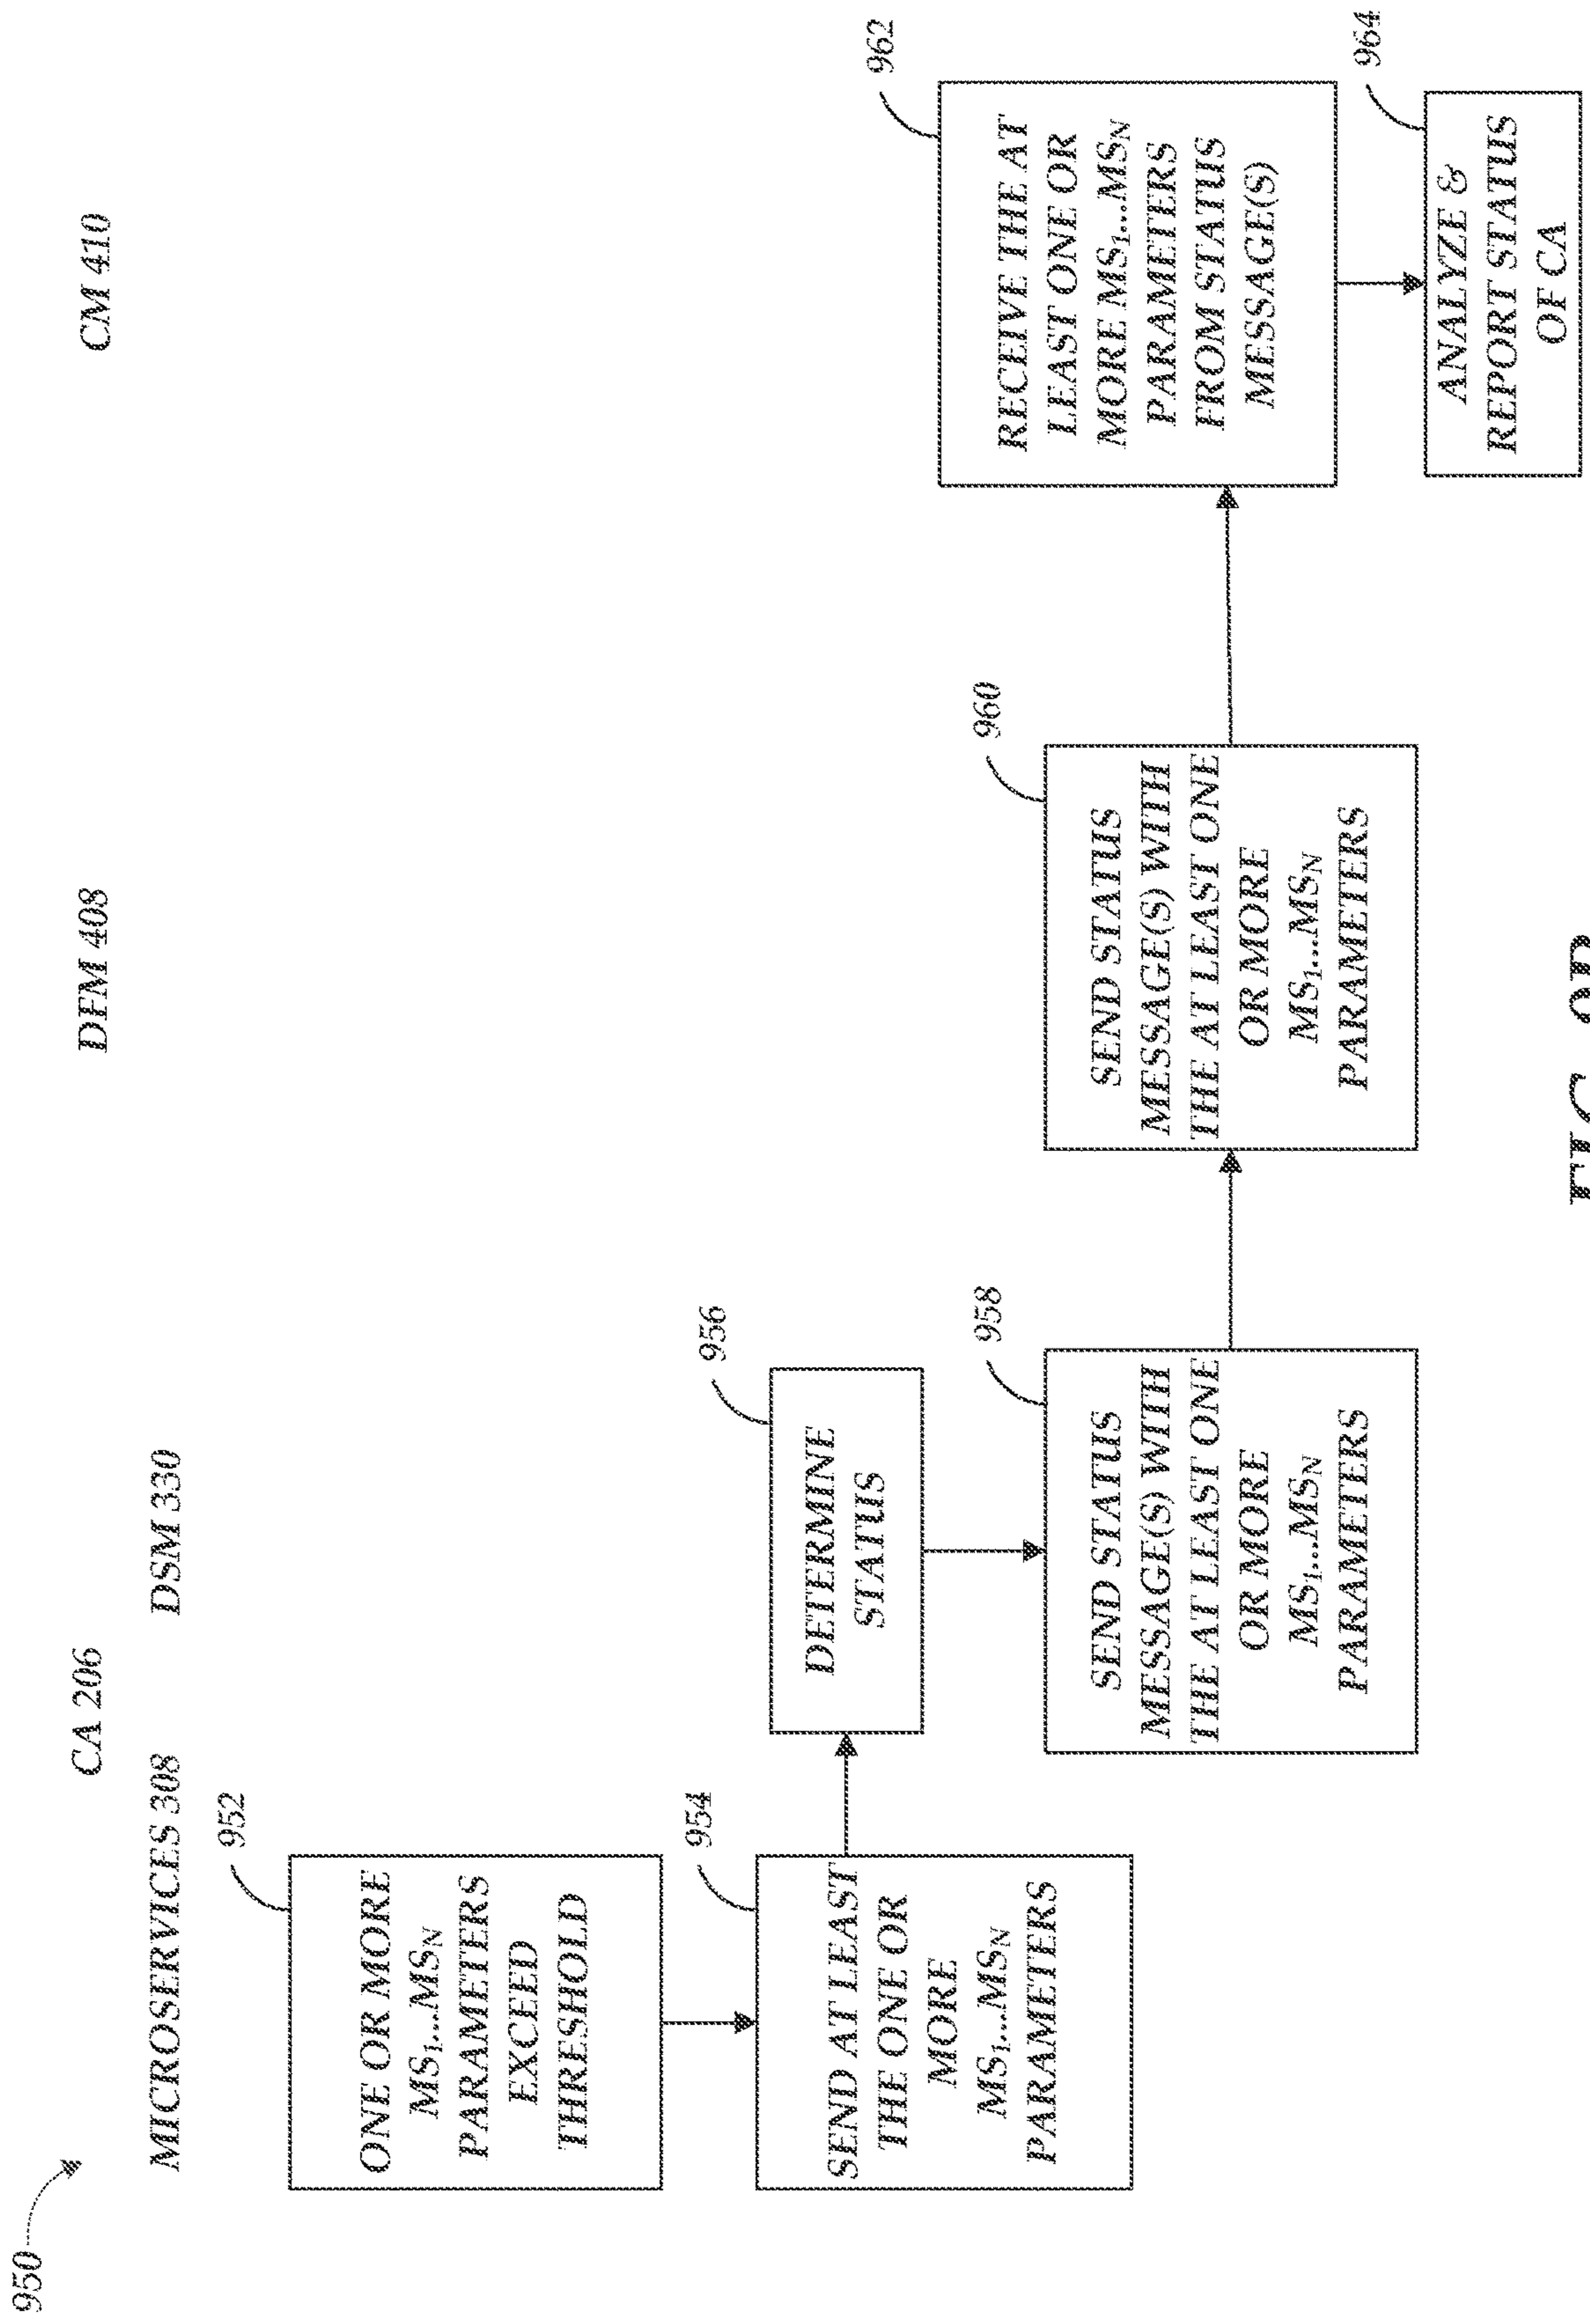 950
CA 206
DFM 408
CM 410
MICROSERVICES 308
DSM 330
952
ONE OR MORE
MS1...MSN
PARAMETERS
EXCEED
THRESHOLD
954
SEND AT LEAST
THE ONE OR
MORE
MS1...MSN
PARAMETERS
956
DETERMINE
STATUS
958
SEND STATUS
MESSAGE(S) WITH
THE AT LEAST ONE
OR MORE
MS1...MSN
PARAMETERS
960
SEND STATUS
MESSAGE(S) WITH
THE AT LEAST ONE
OR MORE
MS1...MSN
PARAMETERS
962
RECEIVE THE AT
LEAST ONE OR
MORE MS1...MSN
PARAMETERS
FROM STATUS
MESSAGE(S)
964
ANALYZE &
REPORT STATUS
OF CA